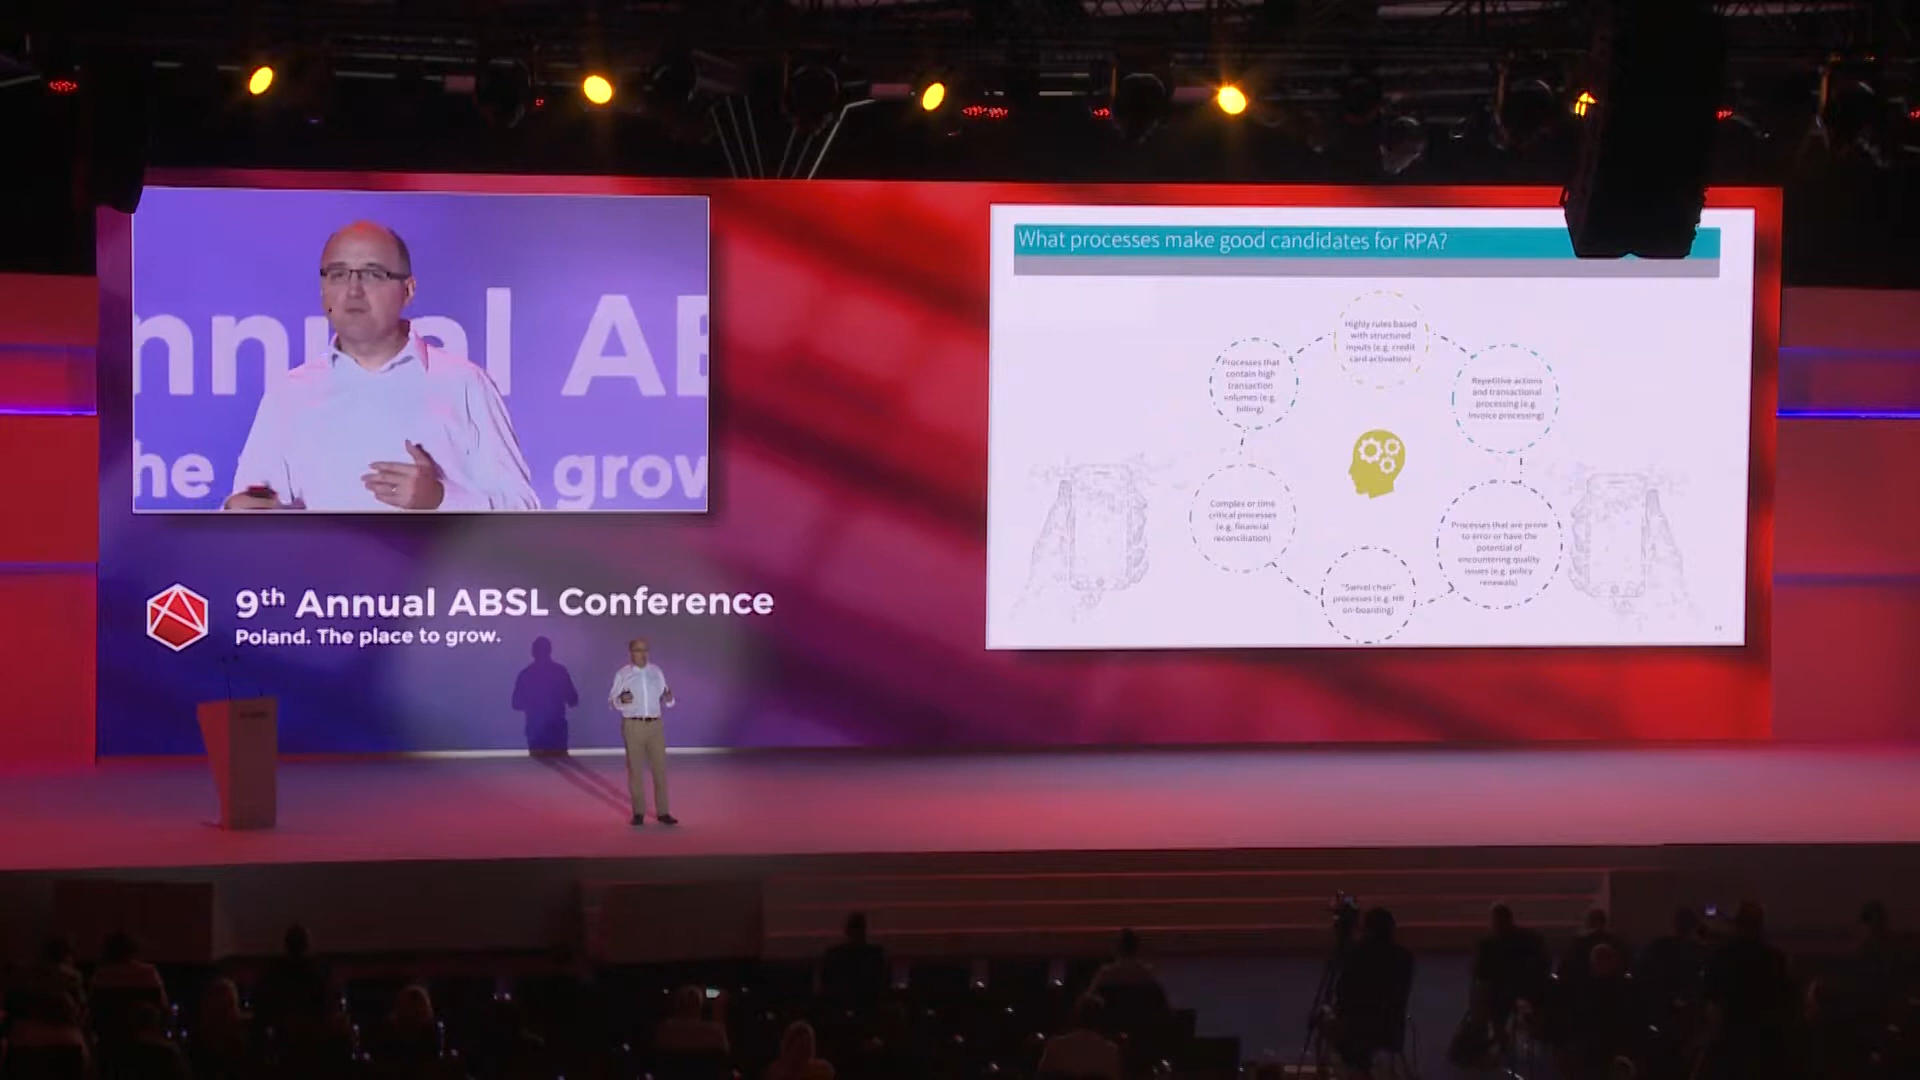 nnual AB
he grow
9th Annual ABSL Conference
Poland. The place to grow.
What processes make good candidates for RPA?
Highly rules based
with structured
inputs (e.g. credit
card activation)
Repetitive actions
and transactional
processing (e.g.
invoice processing)
Processes that are prone
to error or have the
potential of
encountering quality
issues (e.g. policy
renewals)
"Swivel chair"
processes (e.g. HR
on-boarding)
Complex or time
critical processes
(e.g. financial
reconciliation)
Processes that
contain high
transaction
volumes (e.g.
billing)